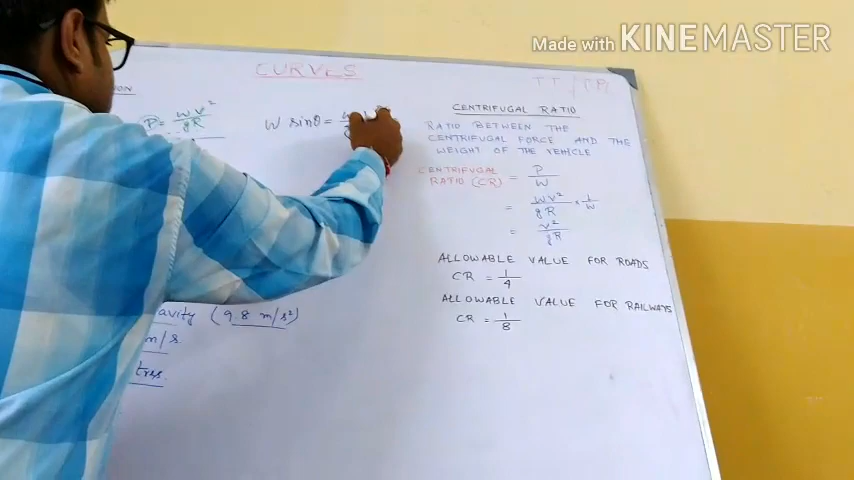 Made with KINEMASTER
CURVES
P = wv²/gR
W sinθ = w
avity (9.8 m/s²)
m/s
tres.
CENTRIFUGAL RATIO
RATIO BETWEEN THE
CENTRIFUGAL FORCE AND THE
WEIGHT OF THE VEHICLE
CENTRIFUGAL
RATIO (CR) = P/W
= wv²/gR × 1/W
= v²/gR
ALLOWABLE VALUE FOR ROADS
CR = 1/4
ALLOWABLE VALUE FOR RAILWAYS
CR = 1/8